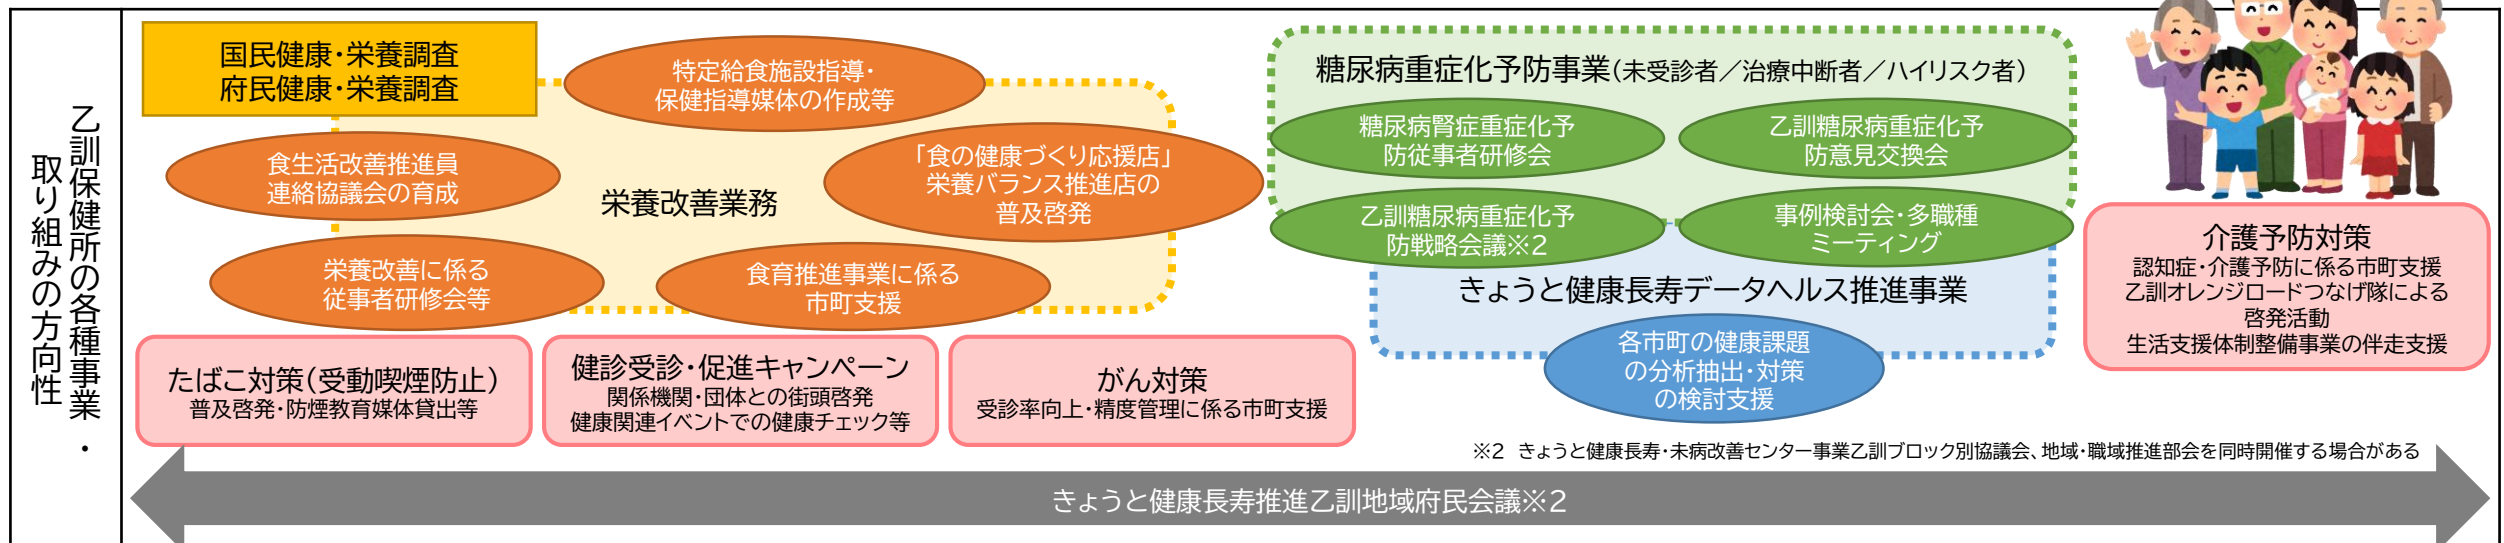 乙訓保健所の各種事業・
取り組みの方向性
国民健康・栄養調査
府民健康・栄養調査
特定給食施設指導・
保健指導媒体の作成等
食生活改善推進員
連絡協議会の育成
「食の健康づくり応援店」
栄養バランス推進店の
普及啓発
栄養改善業務
栄養改善に係る
従事者研修会等
食育推進事業に係る
市町支援
糖尿病重症化予防事業(未受診者/治療中断者/ハイリスク者)
糖尿病腎症重症化予
防従事者研修会
乙訓糖尿病重症化予
防意見交換会
乙訓糖尿病重症化予
防戦略会議※2
事例検討会・多職種
ミーティング
きょうと健康長寿データヘルス推進事業
各市町の健康課題
の分析抽出・対策
の検討支援
介護予防対策
認知症・介護予防に係る市町支援
乙訓オレンジロードつなげ隊による
啓発活動
生活支援体制整備事業の伴走支援
たばこ対策(受動喫煙防止)
普及啓発・防煙教育媒体貸出等
健診受診・促進キャンペーン
関係機関・団体との街頭啓発
健康関連イベントでの健康チェック等
がん対策
受診率向上・精度管理に係る市町支援
※2 きょうと健康長寿・未病改善センター事業乙訓ブロック別協議会、地域・職域推進部会を同時開催する場合がある
きょうと健康長寿推進乙訓地域府民会議※2